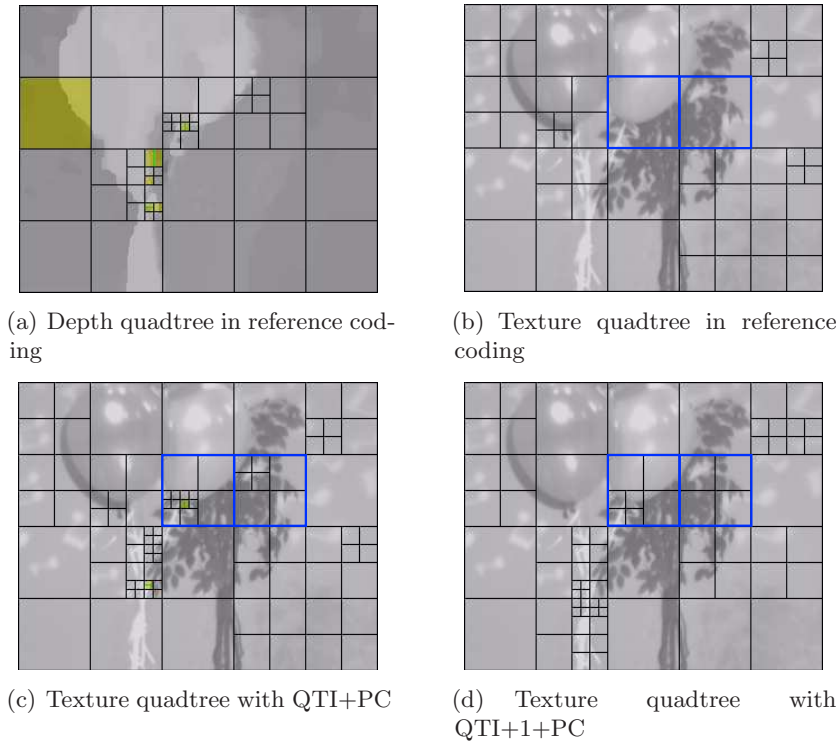 (a) Depth quadtree in reference cod-
ing
(b) Texture quadtree in reference
coding
(c) Texture quadtree with QTI+PC
(d) Texture quadtree with
QTI+1+PC